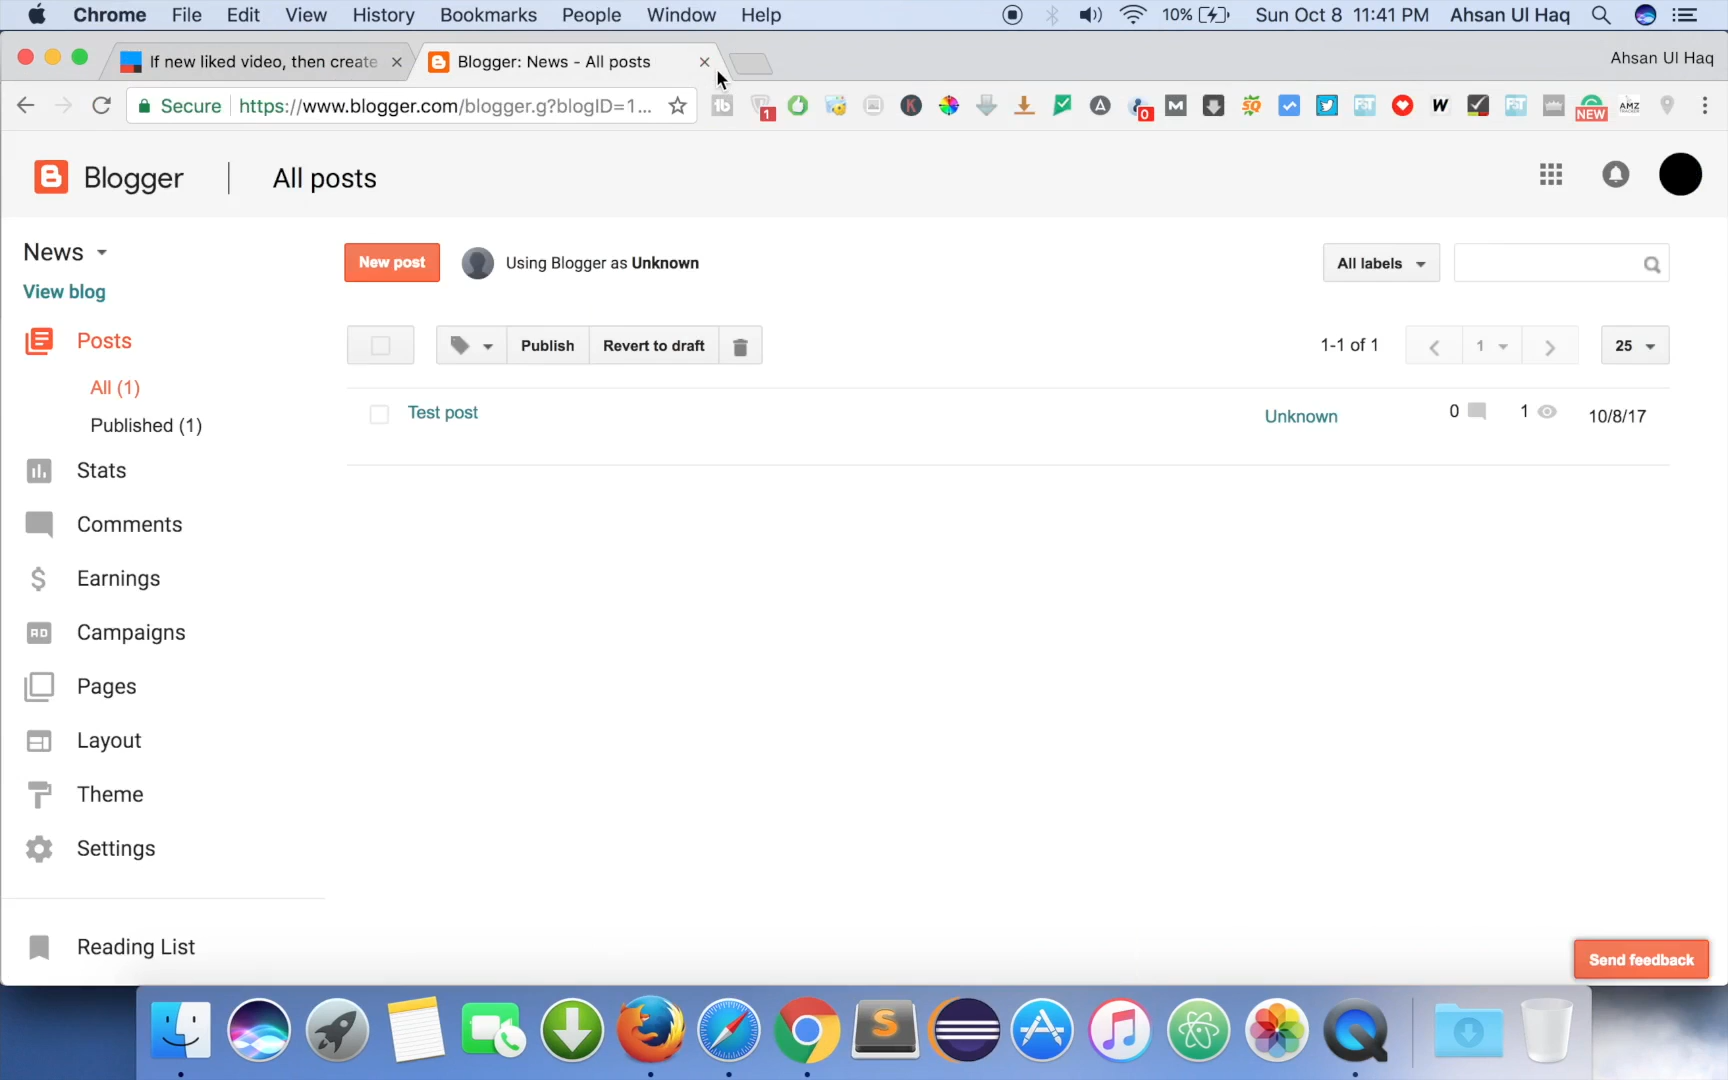 Chrome File Edit View History Bookmarks People Window Help 10% Sun Oct 8 11:41 PM Ahsan Ul Haq
If new liked video, then create
Blogger: News - All posts
Ahsan Ul Haq
Secure https://www.blogger.com/blogger.g?blogID=1...
Blogger All posts
News
View blog
New post
Using Blogger as Unknown
All labels
Posts
All (1)
Published (1)
Stats
Comments
Earnings
Campaigns
Pages
Layout
Theme
Settings
Reading List
Publish
Revert to draft
1-1 of 1
1
25
Test post
Unknown
0
1
10/8/17
Send feedback